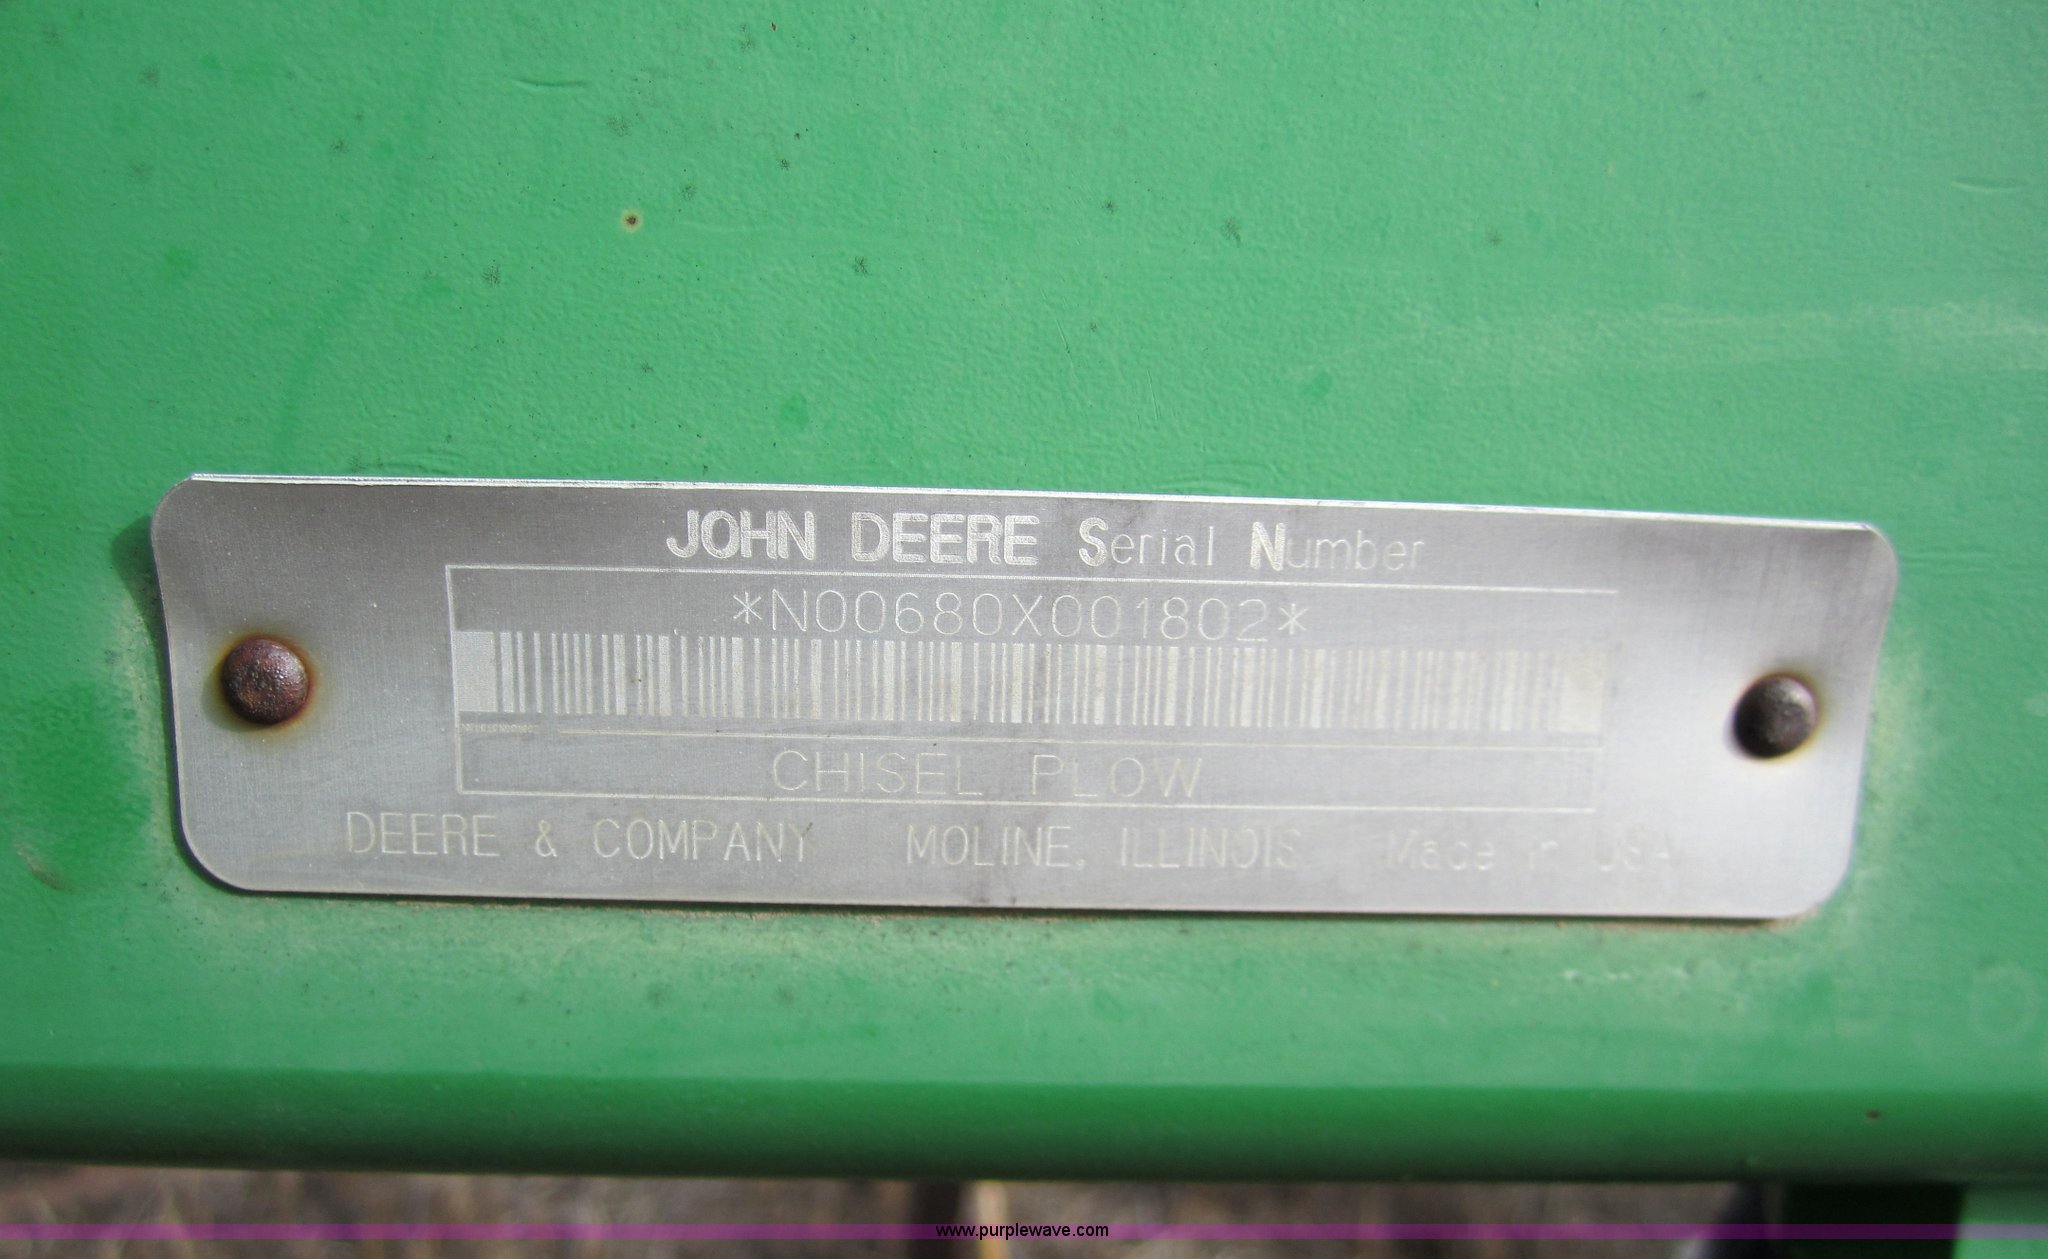 JOHN DEERE Serial Number
*N00680X001802*
CHISEL PLOW
DEERE & COMPANY MOLINE, ILLINOIS Made in USA
www.purplewave.com